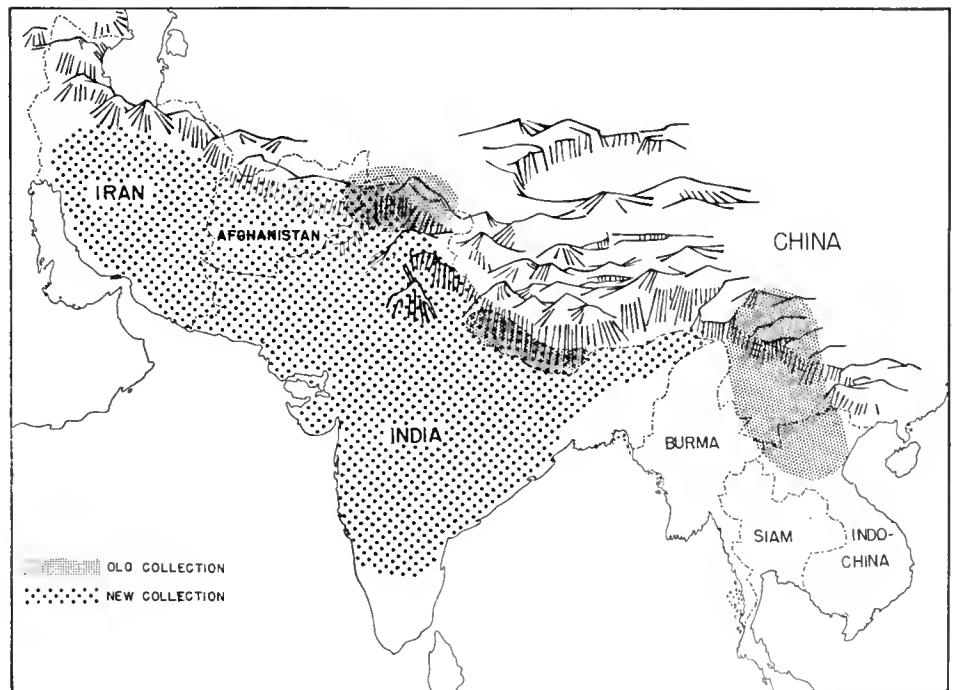 IRAN
AFGHANISTAN
CHINA
INDIA
BURMA
SIAM
INDO-
CHINA
OLD COLLECTION
NEW COLLECTION